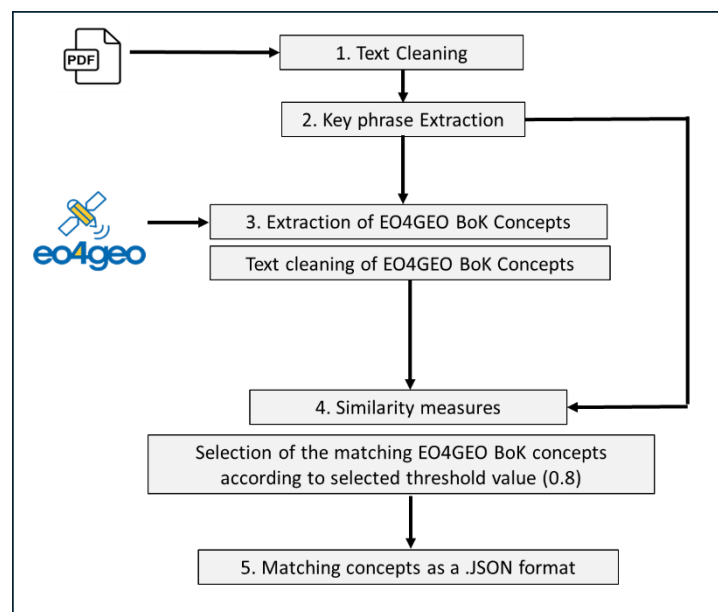 PDF
1. Text Cleaning
2. Key phrase Extraction
eo4geo
3. Extraction of EO4GEO BoK Concepts
Text cleaning of EO4GEO BoK Concepts
4. Similarity measures
Selection of the matching EO4GEO BoK concepts
according to selected threshold value (0.8)
5. Matching concepts as a .JSON format